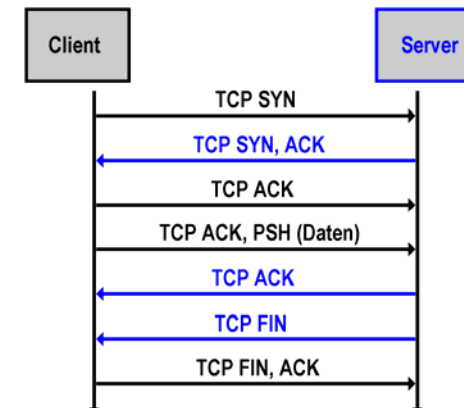 Client
Server
TCP SYN
TCP SYN, ACK
TCP ACK
TCP ACK, PSH (Daten)
TCP ACK
TCP FIN
TCP FIN, ACK